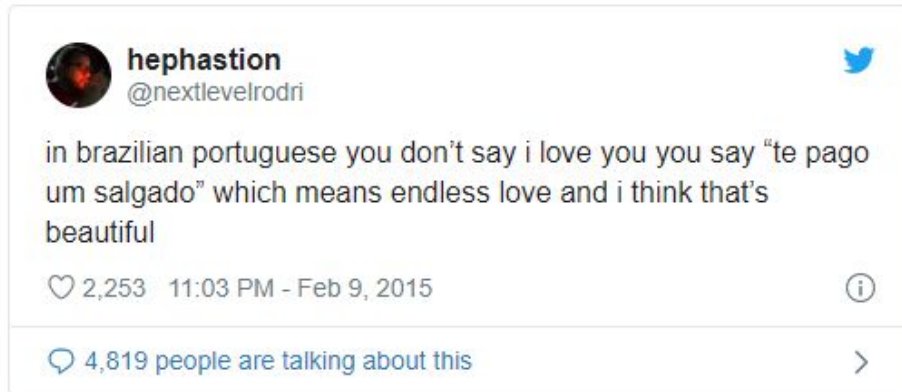 hephastion
@nextlevelrodri
in brazilian portuguese you don't say i love you you say “te pago
um salgado” which means endless love and i think that's
beautiful
2,253 11:03 PM - Feb 9, 2015
4,819 people are talking about this